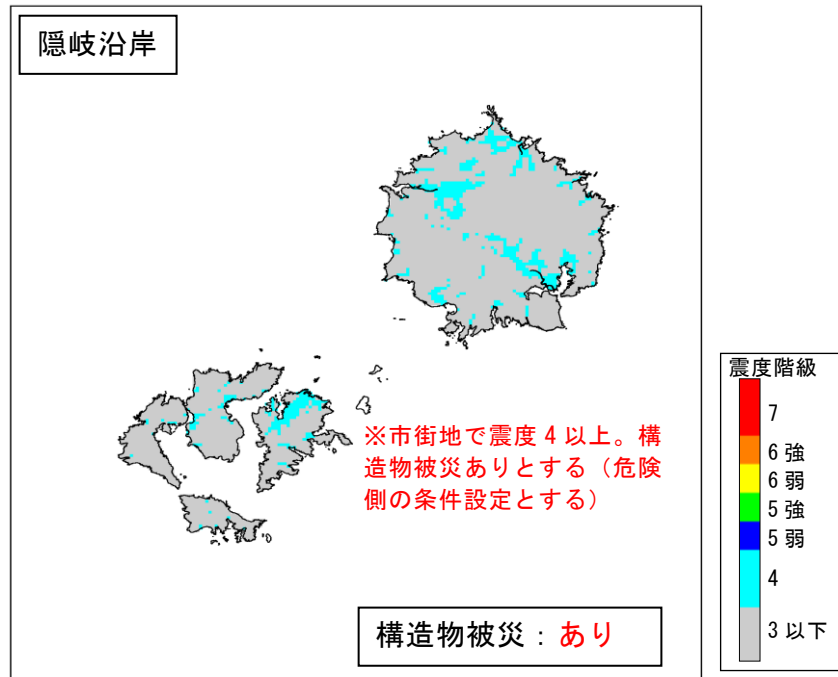 隠岐沿岸
※市街地で震度4以上。構
造物被災ありとする（危険
側の条件設定とする）
構造物被災：あり
震度階級
7
6強
6弱
5強
5弱
4
3以下